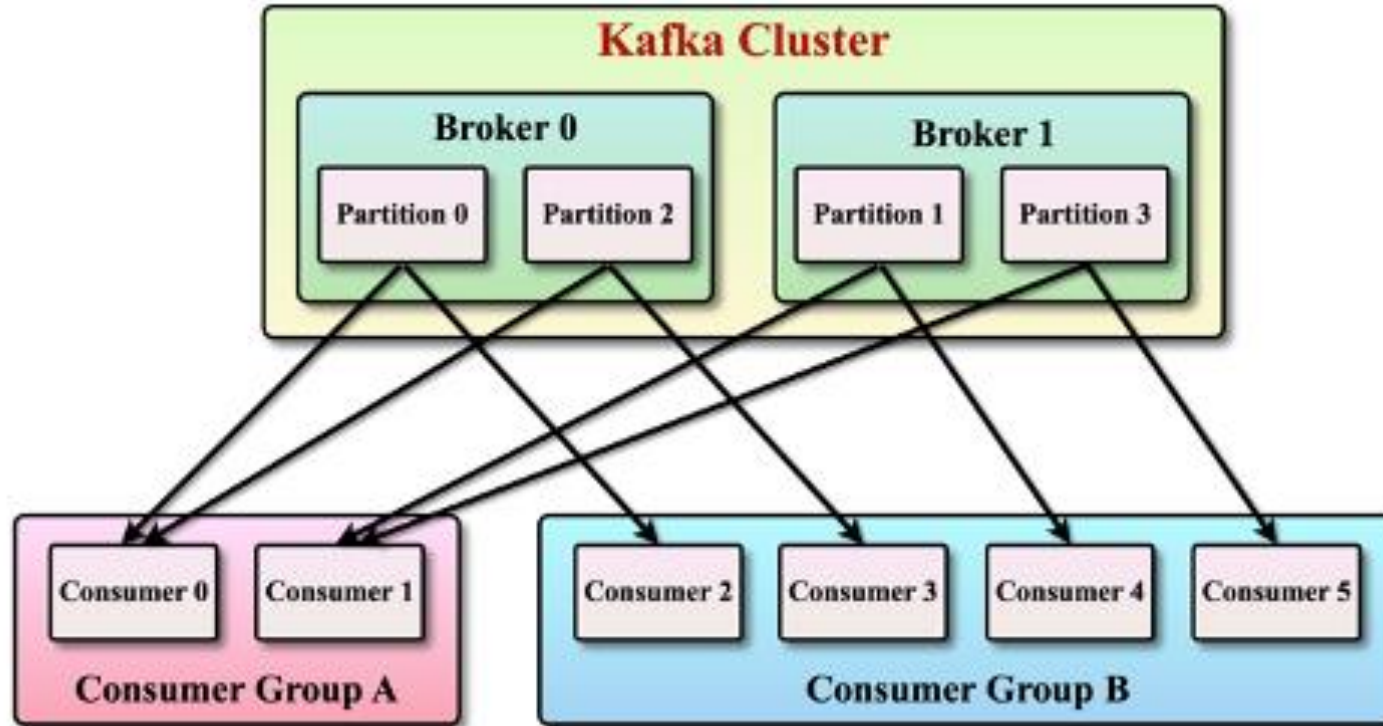 Kafka Cluster
Broker 0
Broker 1
Partition 0
Partition 2
Partition 1
Partition 3
Consumer 0
Consumer 1
Consumer 2
Consumer 3
Consumer 4
Consumer 5
Consumer Group A
Consumer Group B